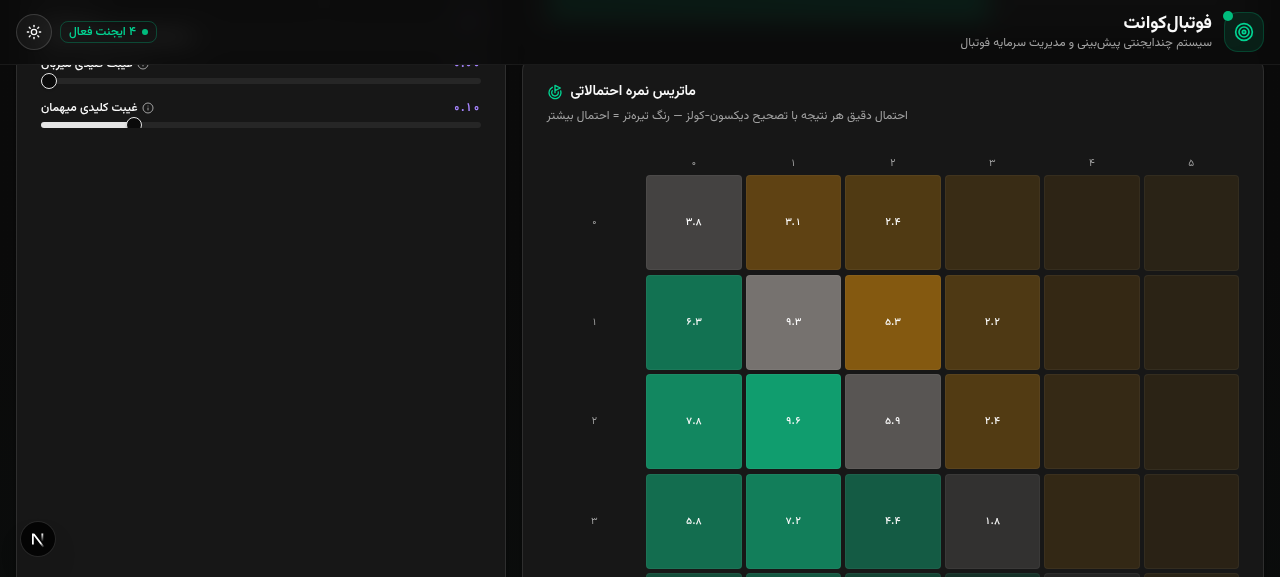 فوتبال‌کوانت
سیستم چندایجنتی پیش‌بینی و مدیریت سرمایه فوتبال
۴ ایجنت فعال
ماتریس نمره احتمالاتی
احتمال دقیق هر نتیجه با تصحیح دیکسون-کولز — رنگ تیره‌تر = احتمال بیشتر
۰ ۱ ۲ ۳ ۴ ۵
۰ ۳.۸ ۳.۱ ۲.۴
۱ ۶.۳ ۹.۳ ۵.۳ ۲.۲
۲ ۷.۸ ۹.۶ ۵.۹ ۲.۴
۳ ۵.۸ ۷.۲ ۴.۴ ۱.۸
غیبت کلیدی میزبان
غیبت کلیدی میهمان ۰.۱۰
N